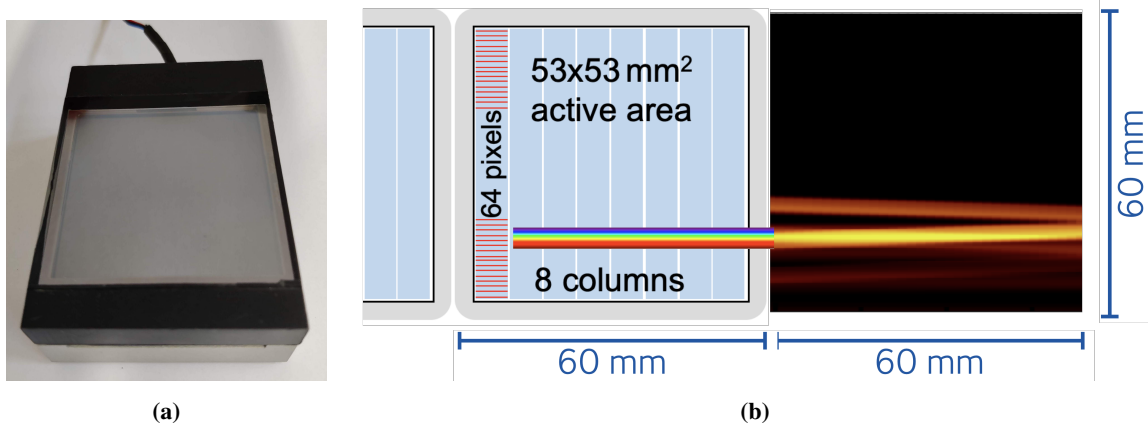 53x53 mm²
active area
64 pixels
8 columns
60 mm
60 mm
60 mm
(a)
(b)